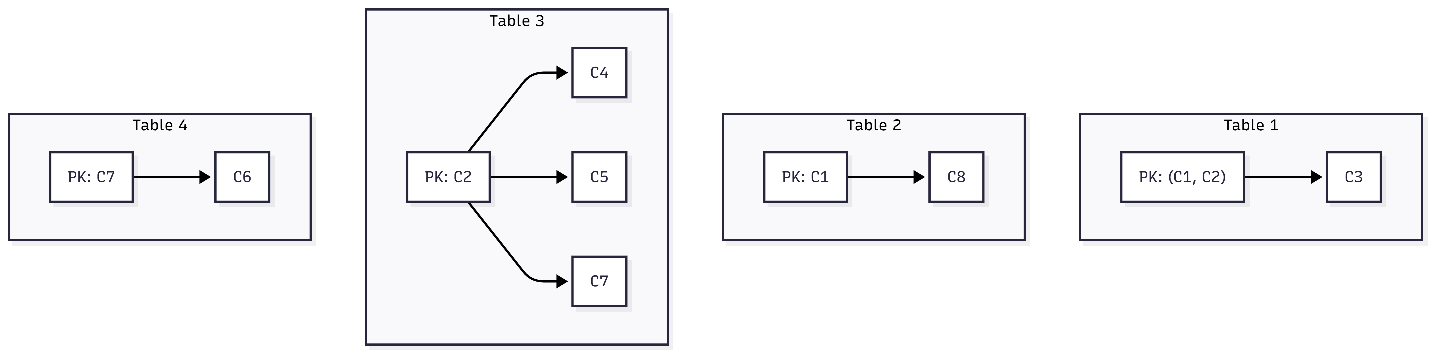 Table 4
PK: C7
C6
Table 3
C4
PK: C2
C5
C7
Table 2
PK: C1
C8
Table 1
PK: (C1, C2)
C3